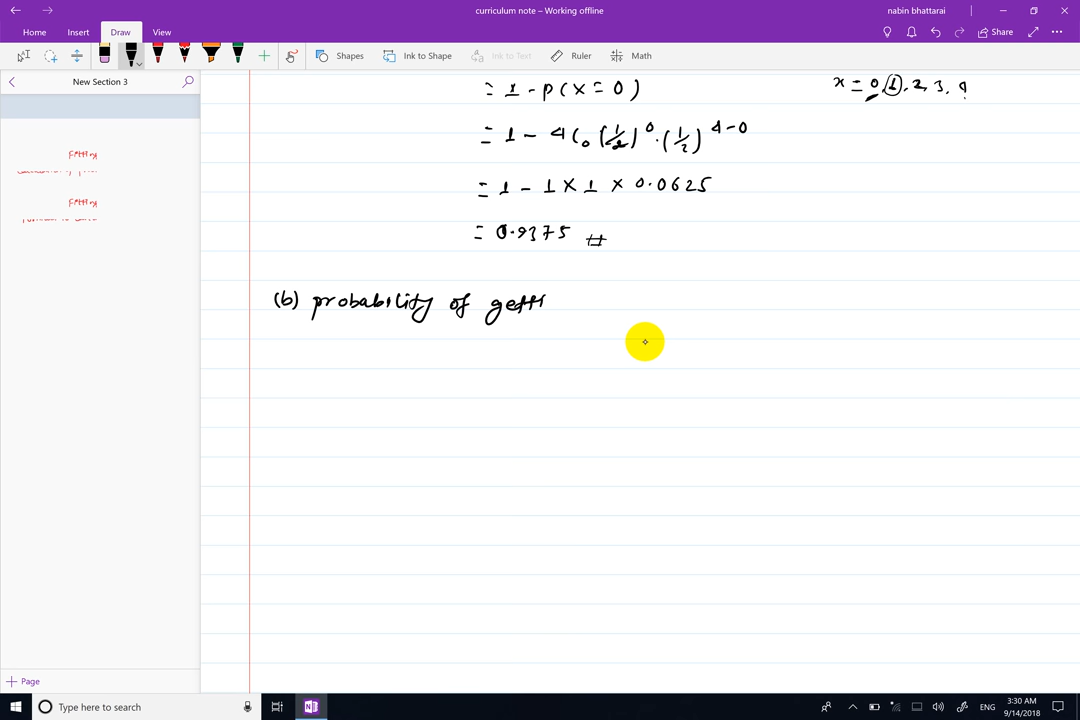 curriculum note – Working offline
nabin bhattarai
Home Insert Draw View
Share
Shapes Ink to Shape Ink to Text Ruler Math
New Section 3
= 1 - p(x = 0)
x = 0, 1, 2, 3, 4
= 1 - 4C₀ (1/2)⁰ · (1/2)⁴⁻⁰
= 1 - 1 × 1 × 0.0625
= 0.9375
(b) probability of getti
Page
Type here to search
ENG
3:30 AM
9/14/2018